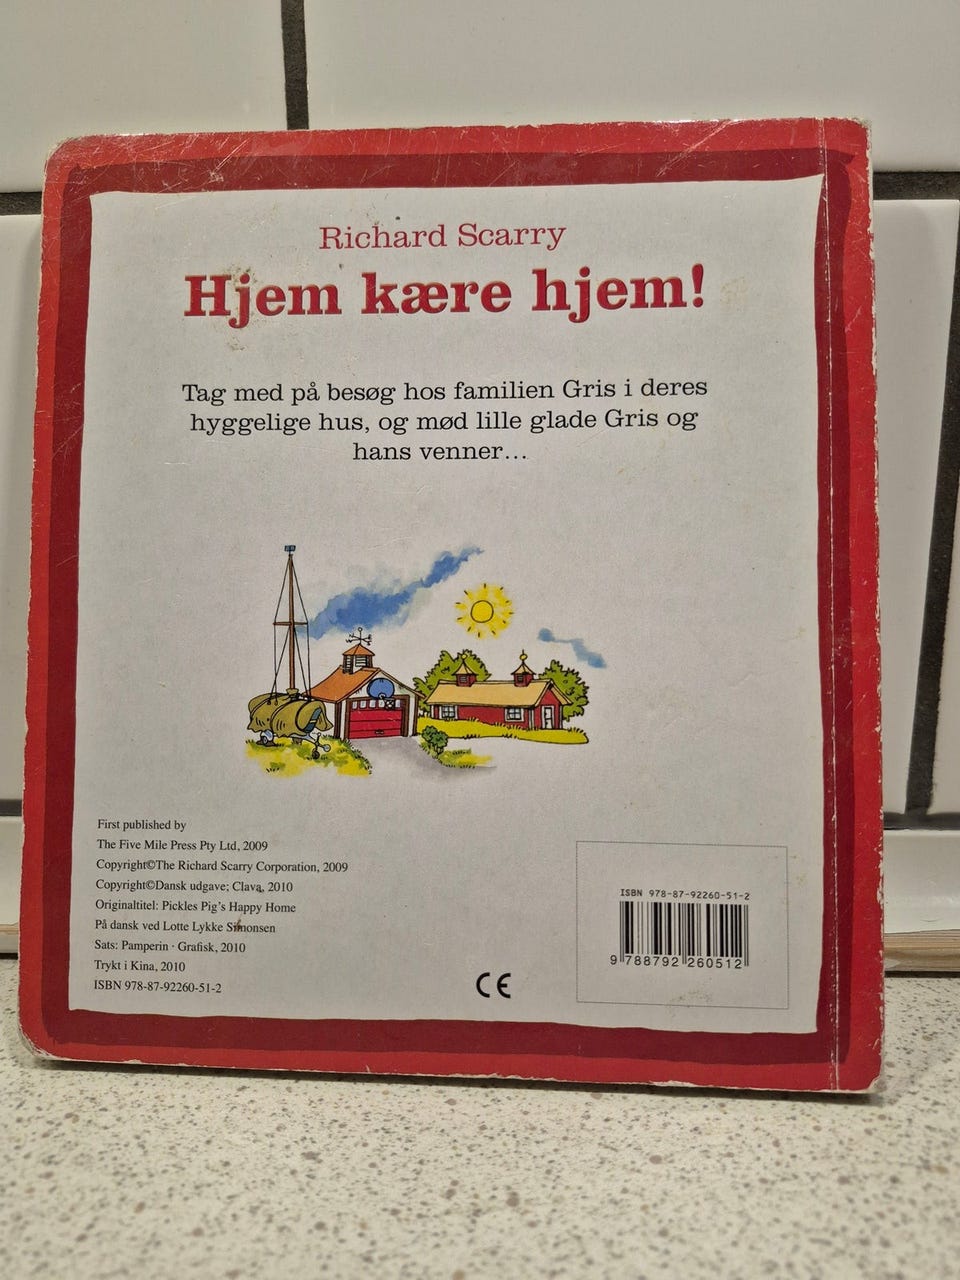 Richard Scarry
Hjem kære hjem!
Tag med på besøg hos familien Gris i deres
hyggelige hus, og mød lille glade Gris og
hans venner...
First published by
The Five Mile Press Pty Ltd, 2009
Copyright©The Richard Scarry Corporation, 2009
Copyright©Dansk udgave; Clava, 2010
Originaltitel: Pickles Pig's Happy Home
På dansk ved Lotte Lykke Simonsen
Sats: Pamperin · Grafisk, 2010
Trykt i Kina, 2010
ISBN 978-87-92260-51-2
CE
ISBN 978-87-92260-51-2
9 788792 260512